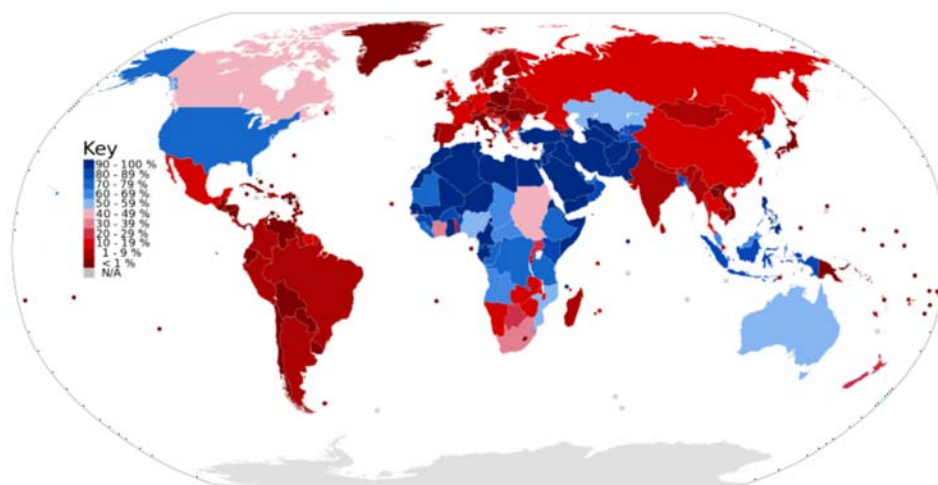 Key
90 - 100 %
80 - 89 %
70 - 79 %
60 - 69 %
50 - 59 %
40 - 49 %
30 - 39 %
20 - 29 %
10 - 19 %
1 - 9 %
< 1 %
N/A